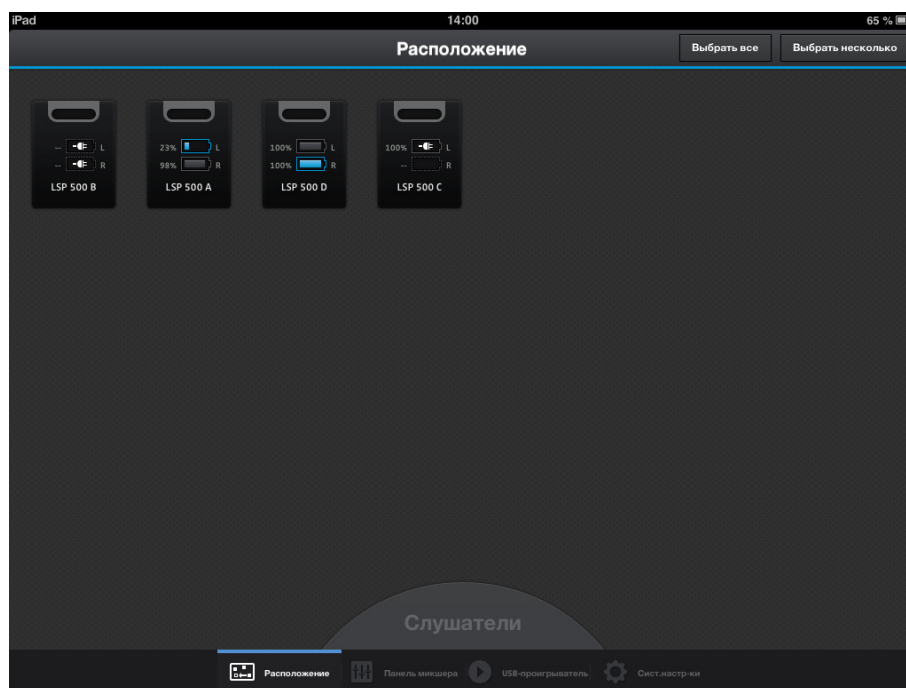 iPad 14:00 65 %
Расположение Выбрать все Выбрать несколько
-- L
-- R
LSP 500 B
23% L
98% R
LSP 500 A
100% L
100% R
LSP 500 D
100% L
-- R
LSP 500 C
Слушатели
Расположение Панель микшера USB-проигрыватель Сист.настр-ки